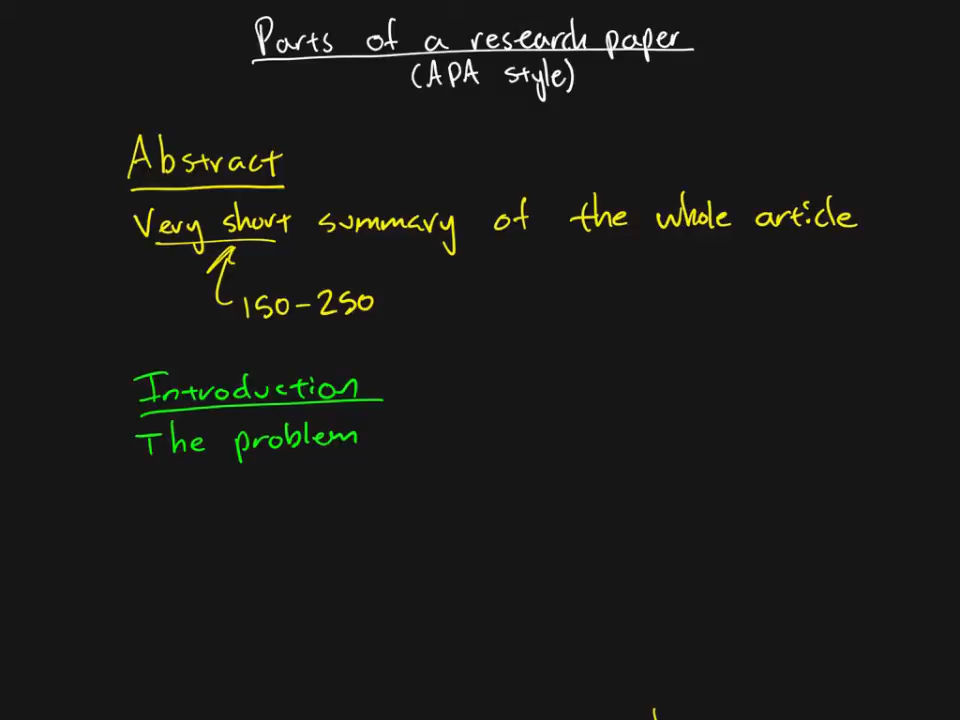 Parts of a research paper
(APA style)
Abstract
Very short summary of the whole article
150-250
Introduction
The problem